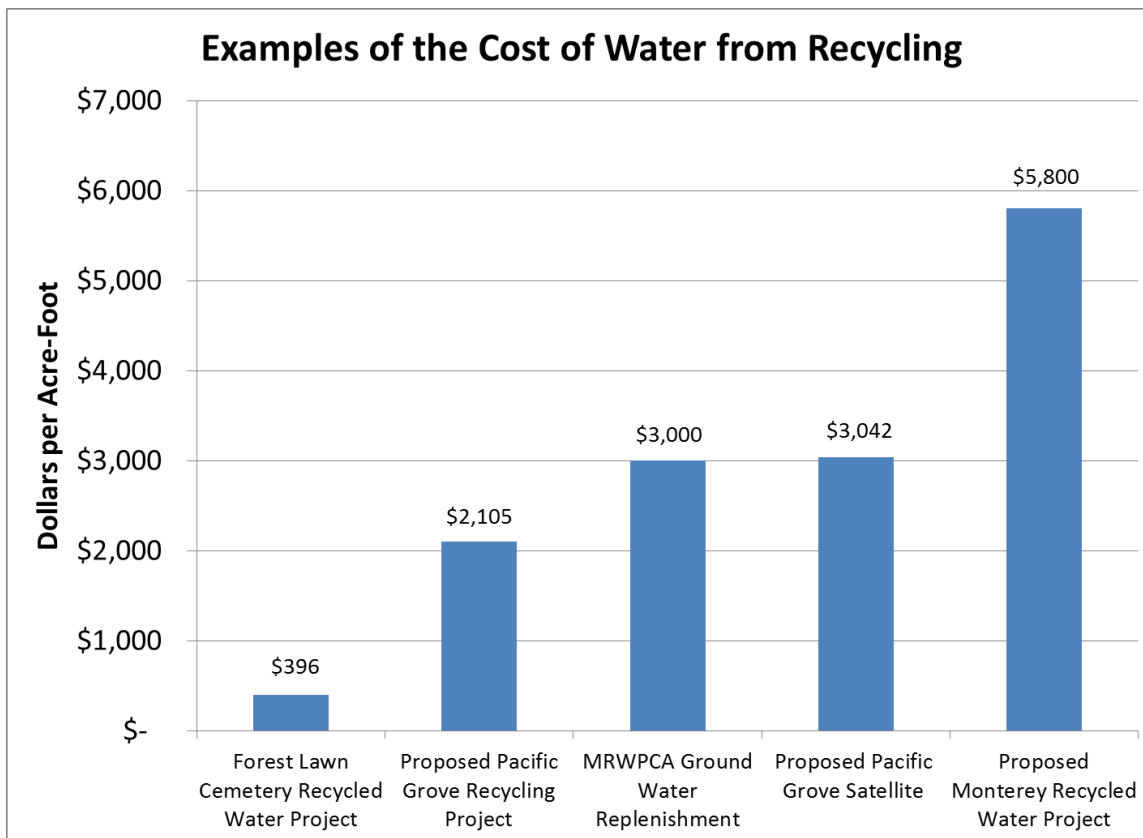 Examples of the Cost of Water from Recycling
Dollars per Acre-Foot
$7,000
$6,000
$5,000
$4,000
$3,000
$2,000
$1,000
$-
$396
$2,105
$3,000
$3,042
$5,800
Forest Lawn
Cemetery Recycled
Water Project
Proposed Pacific
Grove Recycling
Project
MRWPCA Ground
Water
Replenishment
Proposed Pacific
Grove Satellite
Proposed
Monterey Recycled
Water Project